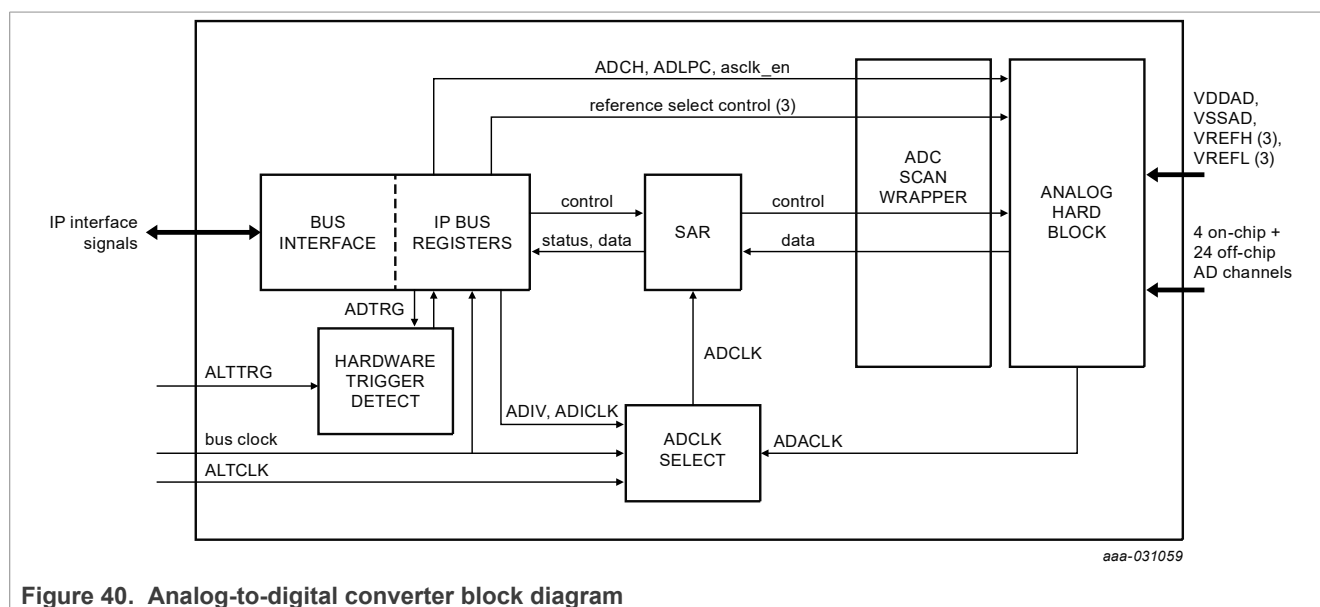 ADCH, ADLPC, asclk_en
reference select control (3)
VDDAD,
VSSAD,
VREFH (3),
VREFL (3)
ADC
SCAN
WRAPPER
ANALOG
HARD
BLOCK
IP interface
signals
BUS
INTERFACE
IP BUS
REGISTERS
control
status, data
SAR
control
data
4 on-chip +
24 off-chip
AD channels
ADTRG
HARDWARE
TRIGGER
DETECT
ALTTRG
ADCLK
ADIV, ADICLK
bus clock
ALTCLK
ADCLK
SELECT
ADACLK
aaa-031059
Figure 40. Analog-to-digital converter block diagram